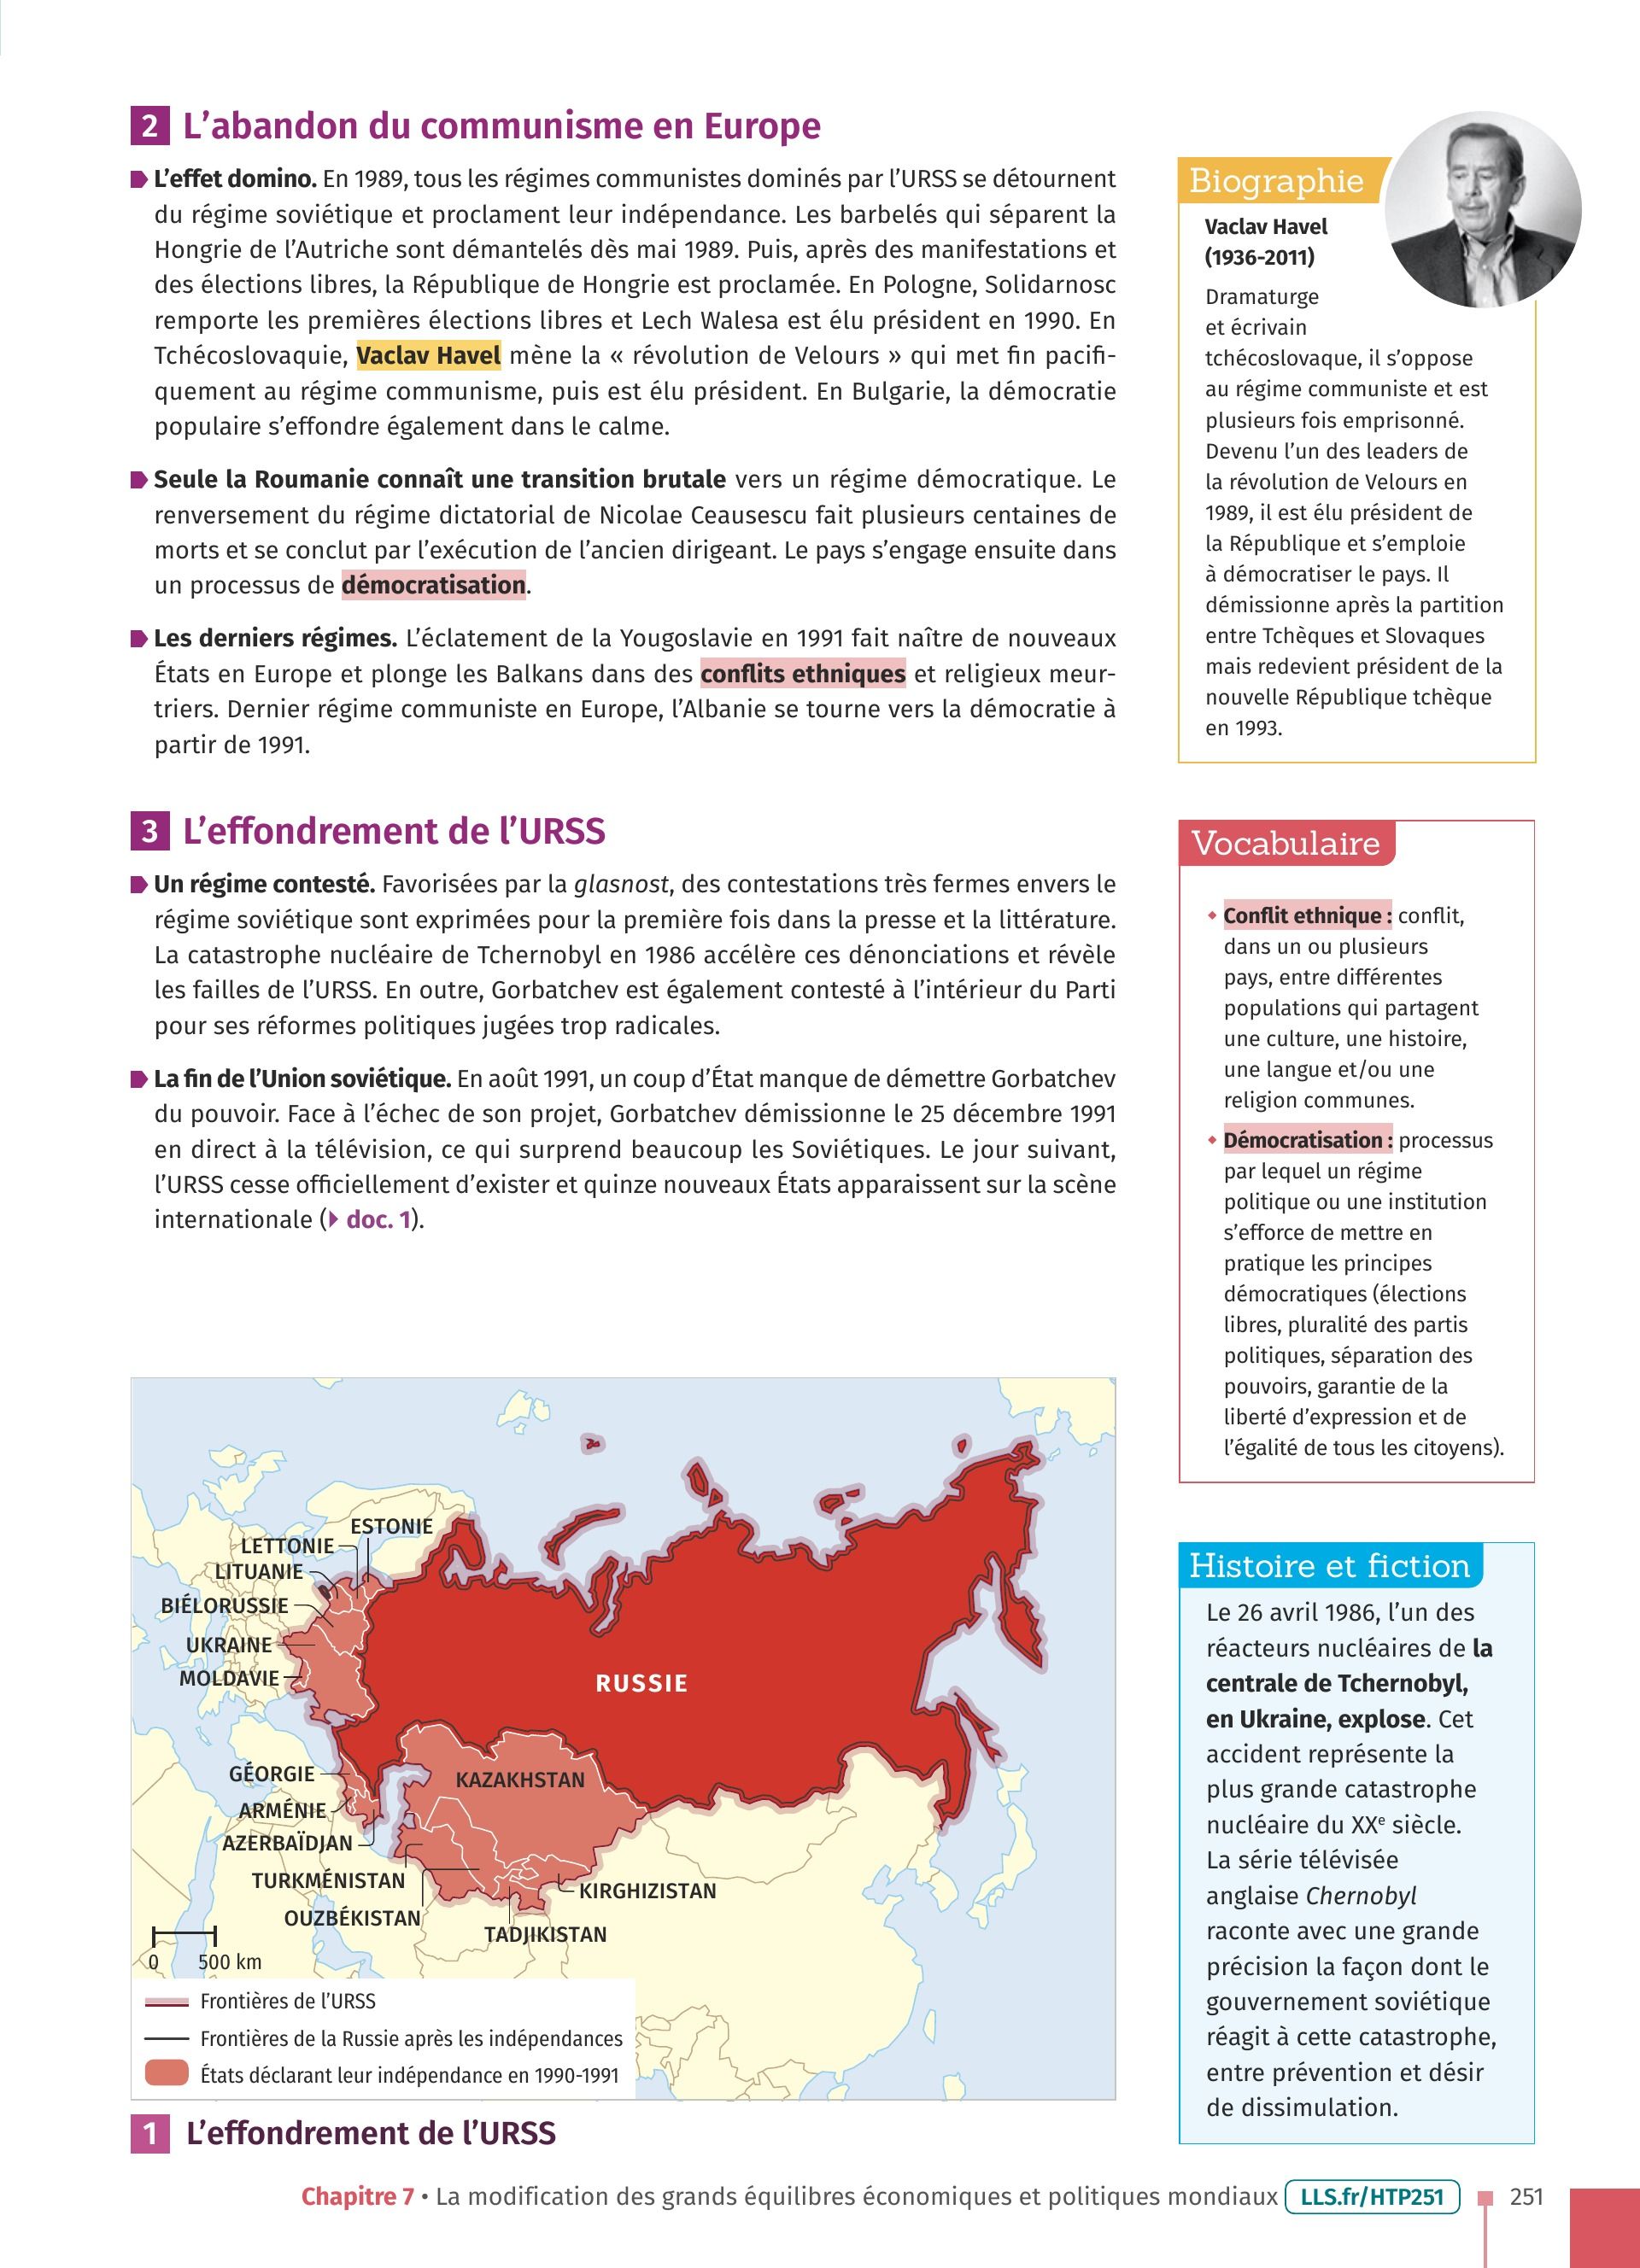 2 L’abandon du communisme en Europe
L’effet domino. En 1989, tous les régimes communistes dominés par l’URSS se détournent
du régime soviétique et proclament leur indépendance. Les barbelés qui séparent la
Hongrie de l’Autriche sont démantelés dès mai 1989. Puis, après des manifestations et
des élections libres, la République de Hongrie est proclamée. En Pologne, Solidarnosc
remporte les premières élections libres et Lech Walesa est élu président en 1990. En
Tchécoslovaquie, Vaclav Havel mène la « révolution de Velours » qui met fin pacifi-
quement au régime communisme, puis est élu président. En Bulgarie, la démocratie
populaire s’effondre également dans le calme.
Seule la Roumanie connaît une transition brutale vers un régime démocratique. Le
renversement du régime dictatorial de Nicolae Ceausescu fait plusieurs centaines de
morts et se conclut par l’exécution de l’ancien dirigeant. Le pays s’engage ensuite dans
un processus de démocratisation.
Les derniers régimes. L’éclatement de la Yougoslavie en 1991 fait naître de nouveaux
États en Europe et plonge les Balkans dans des conflits ethniques et religieux meur-
triers. Dernier régime communiste en Europe, l’Albanie se tourne vers la démocratie à
partir de 1991.
3 L’effondrement de l’URSS
Un régime contesté. Favorisées par la glasnost, des contestations très fermes envers le
régime soviétique sont exprimées pour la première fois dans la presse et la littérature.
La catastrophe nucléaire de Tchernobyl en 1986 accélère ces dénonciations et révèle
les failles de l’URSS. En outre, Gorbatchev est également contesté à l’intérieur du Parti
pour ses réformes politiques jugées trop radicales.
La fin de l’Union soviétique. En août 1991, un coup d’État manque de démettre Gorbatchev
du pouvoir. Face à l’échec de son projet, Gorbatchev démissionne le 25 décembre 1991
en direct à la télévision, ce qui surprend beaucoup les Soviétiques. Le jour suivant,
l’URSS cesse officiellement d’exister et quinze nouveaux États apparaissent sur la scène
internationale (doc. 1).
Biographie
Vaclav Havel
(1936-2011)
Dramaturge
et écrivain
tchécoslovaque, il s’oppose
au régime communiste et est
plusieurs fois emprisonné.
Devenu l’un des leaders de
la révolution de Velours en
1989, il est élu président de
la République et s’emploie
à démocratiser le pays. Il
démissionne après la partition
entre Tchèques et Slovaques
mais redevient président de la
nouvelle République tchèque
en 1993.
Vocabulaire
• Conflit ethnique : conflit,
dans un ou plusieurs
pays, entre différentes
populations qui partagent
une culture, une histoire,
une langue et/ou une
religion communes.
• Démocratisation : processus
par lequel un régime
politique ou une institution
s’efforce de mettre en
pratique les principes
démocratiques (élections
libres, pluralité des partis
politiques, séparation des
pouvoirs, garantie de la
liberté d’expression et de
l’égalité de tous les citoyens).
Histoire et fiction
Le 26 avril 1986, l’un des
réacteurs nucléaires de la
centrale de Tchernobyl,
en Ukraine, explose. Cet
accident représente la
plus grande catastrophe
nucléaire du XXe siècle.
La série télévisée
anglaise Chernobyl
raconte avec une grande
précision la façon dont le
gouvernement soviétique
réagit à cette catastrophe,
entre prévention et désir
de dissimulation.
ESTONIE
LETTONIE
LITUANIE
BIÉLORUSSIE
UKRAINE
MOLDAVIE
RUSSIE
GÉORGIE
KAZAKHSTAN
ARMÉNIE
AZERBAÏDJAN
TURKMÉNISTAN
KIRGHIZISTAN
OUZBÉKISTAN
TADJIKISTAN
0 500 km
Frontières de l’URSS
Frontières de la Russie après les indépendances
États déclarant leur indépendance en 1990-1991
1 L’effondrement de l’URSS
Chapitre 7 • La modification des grands équilibres économiques et politiques mondiaux LLS.fr/HTP251 251